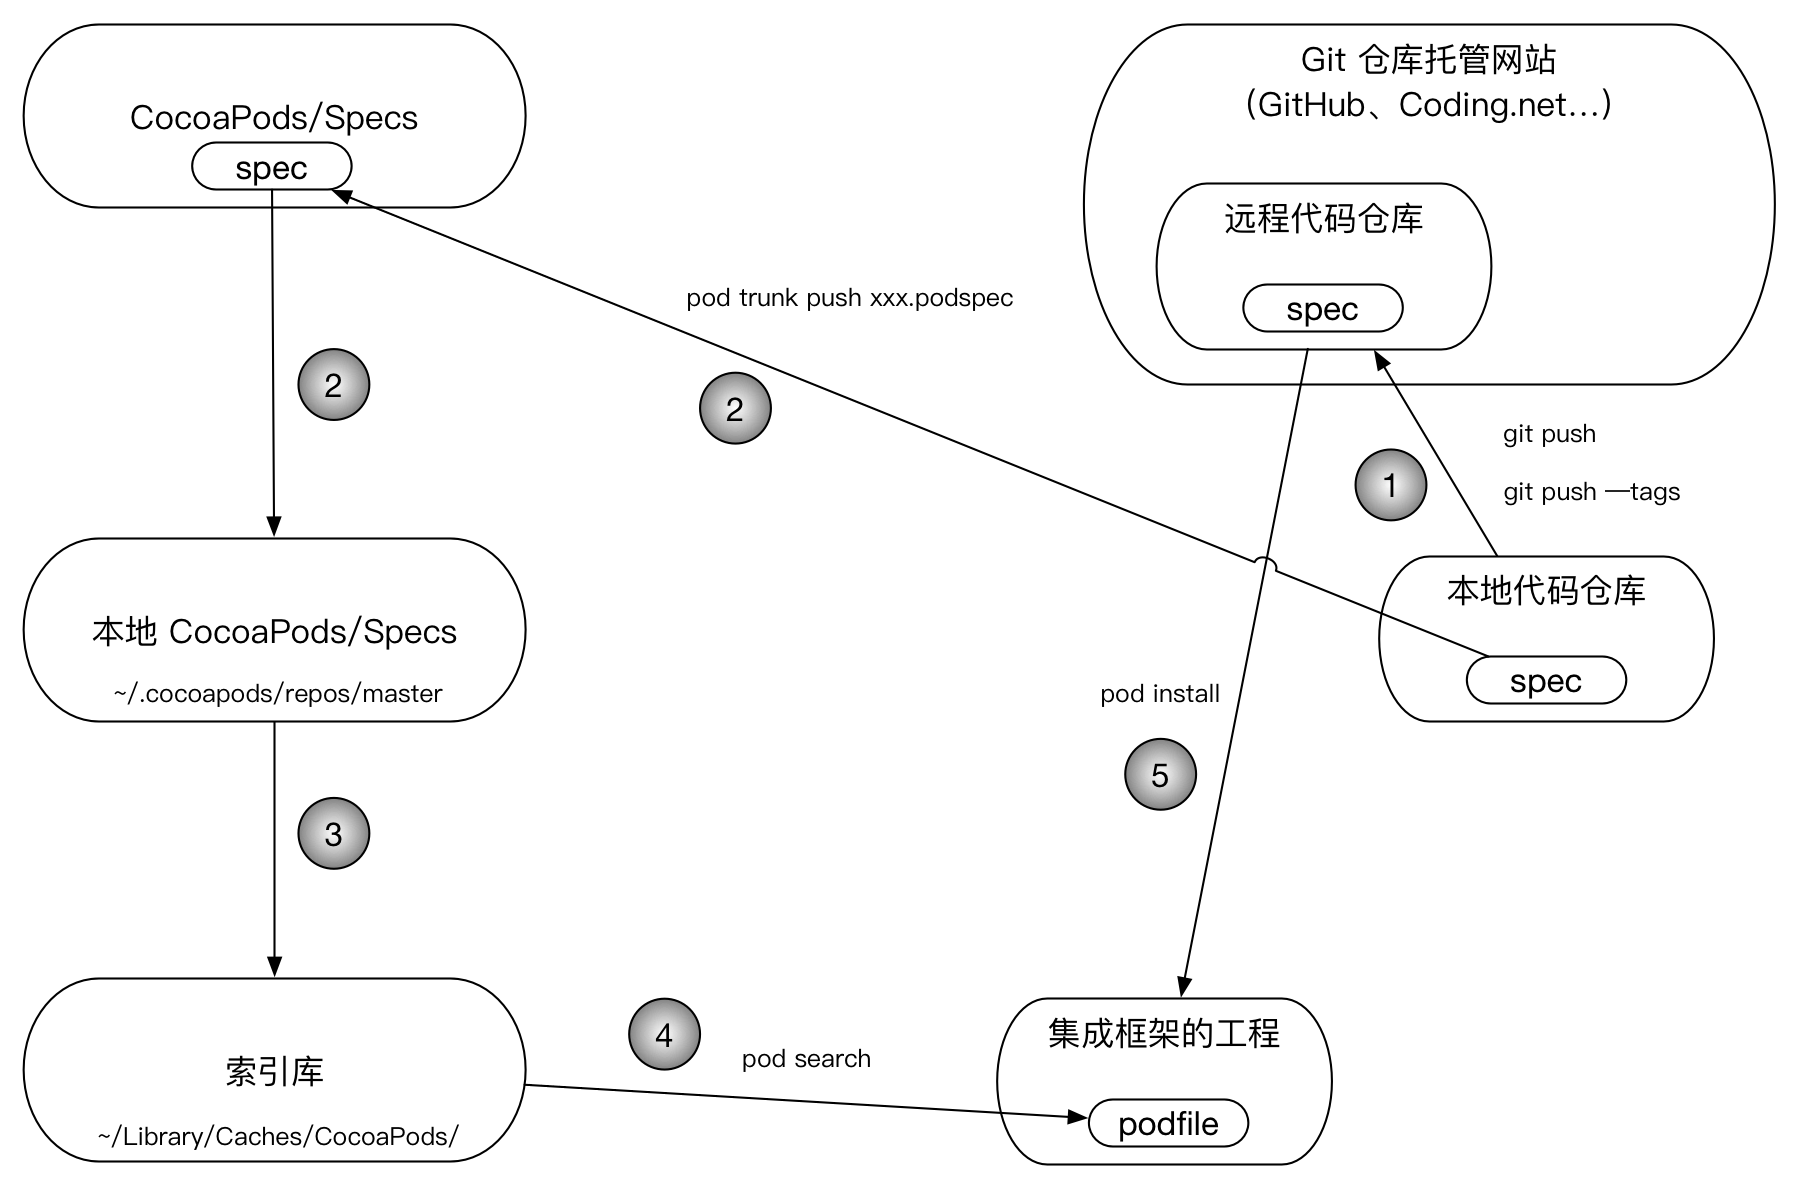 CocoaPods/Specs
spec
Git 仓库托管网站
(GitHub、Coding.net...)
远程代码仓库
spec
pod trunk push xxx.podspec
2
2
git push
1
git push —tags
本地代码仓库
spec
本地 CocoaPods/Specs
~/.cocoapods/repos/master
pod install
5
3
索引库
~/Library/Caches/CocoaPods/
4
pod search
集成框架的工程
podfile